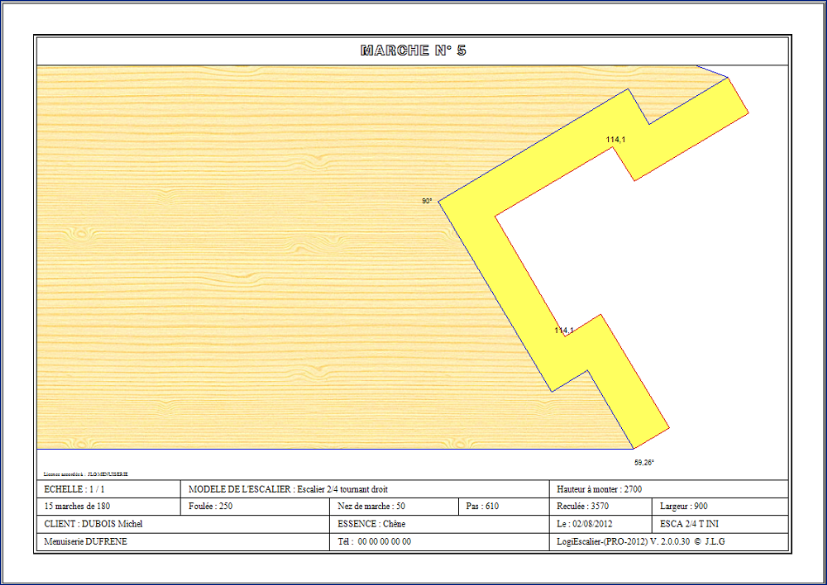 MARCHE N° 5
114,1
90°
114,1
59,26°
Licence accordée à : JLG MENUISERIE
ECHELLE : 1 / 1 MODELE DE L'ESCALIER : Escalier 2/4 tournant droit Hauteur à monter : 2700
15 marches de 180 Foulée : 250 Nez de marche : 50 Pas : 610 Reculée : 3570 Largeur : 900
CLIENT : DUBOIS Michel ESSENCE : Chêne Le : 02/08/2012 ESCA 2/4 T INI
Menuiserie DUFRENE Tél : 00 00 00 00 00 LogiEscalier-(PRO-2012) V. 2.0.0.30 © J.L.G